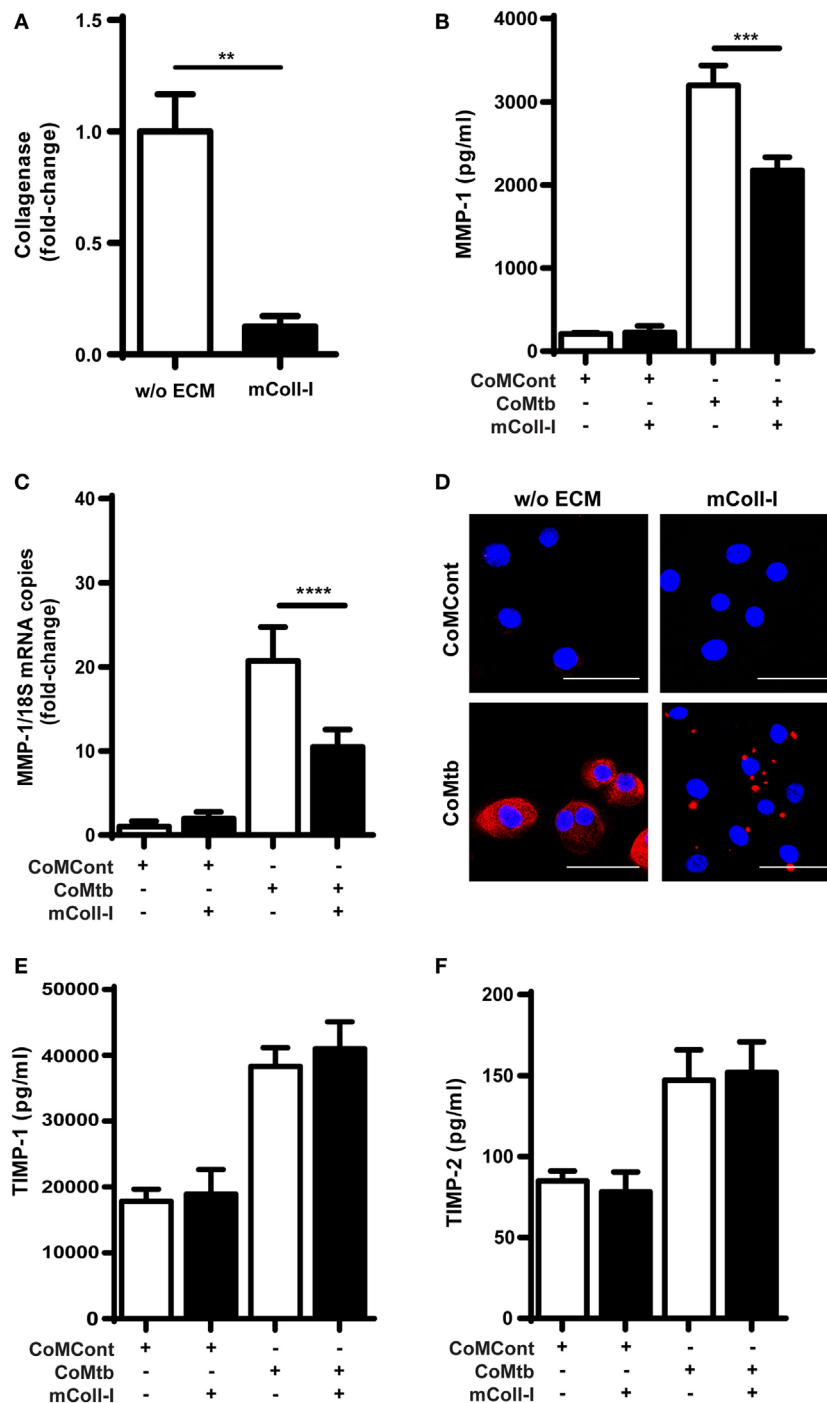 A
Collagenase
(fold-change)
1.5
1.0
0.5
0.0
**
w/o ECM mColl-I
B
MMP-1 (pg/ml)
4000
3000
2000
1000
0
***
CoMCont + + - -
CoMtb - - + +
mColl-I - + - +
C
MMP-1/18S mRNA copies
(fold-change)
40
30
20
10
0
****
CoMCont + + - -
CoMtb - - + +
mColl-I - + - +
D
w/o ECM mColl-I
CoMCont
CoMtb
E
TIMP-1 (pg/ml)
50000
40000
30000
20000
10000
0
CoMCont + + - -
CoMtb - - + +
mColl-I - + - +
F
TIMP-2 (pg/ml)
200
150
100
50
0
CoMCont + + - -
CoMtb - - + +
mColl-I - + - +